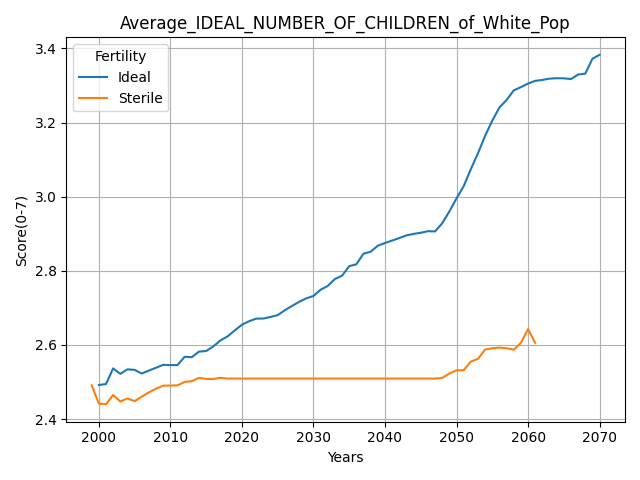 Average_IDEAL_NUMBER_OF_CHILDREN_of_White_Pop
Fertility
Ideal
Sterile
Score(0-7)
3.4
3.2
3.0
2.8
2.6
2.4
2000 2010 2020 2030 2040 2050 2060 2070
Years